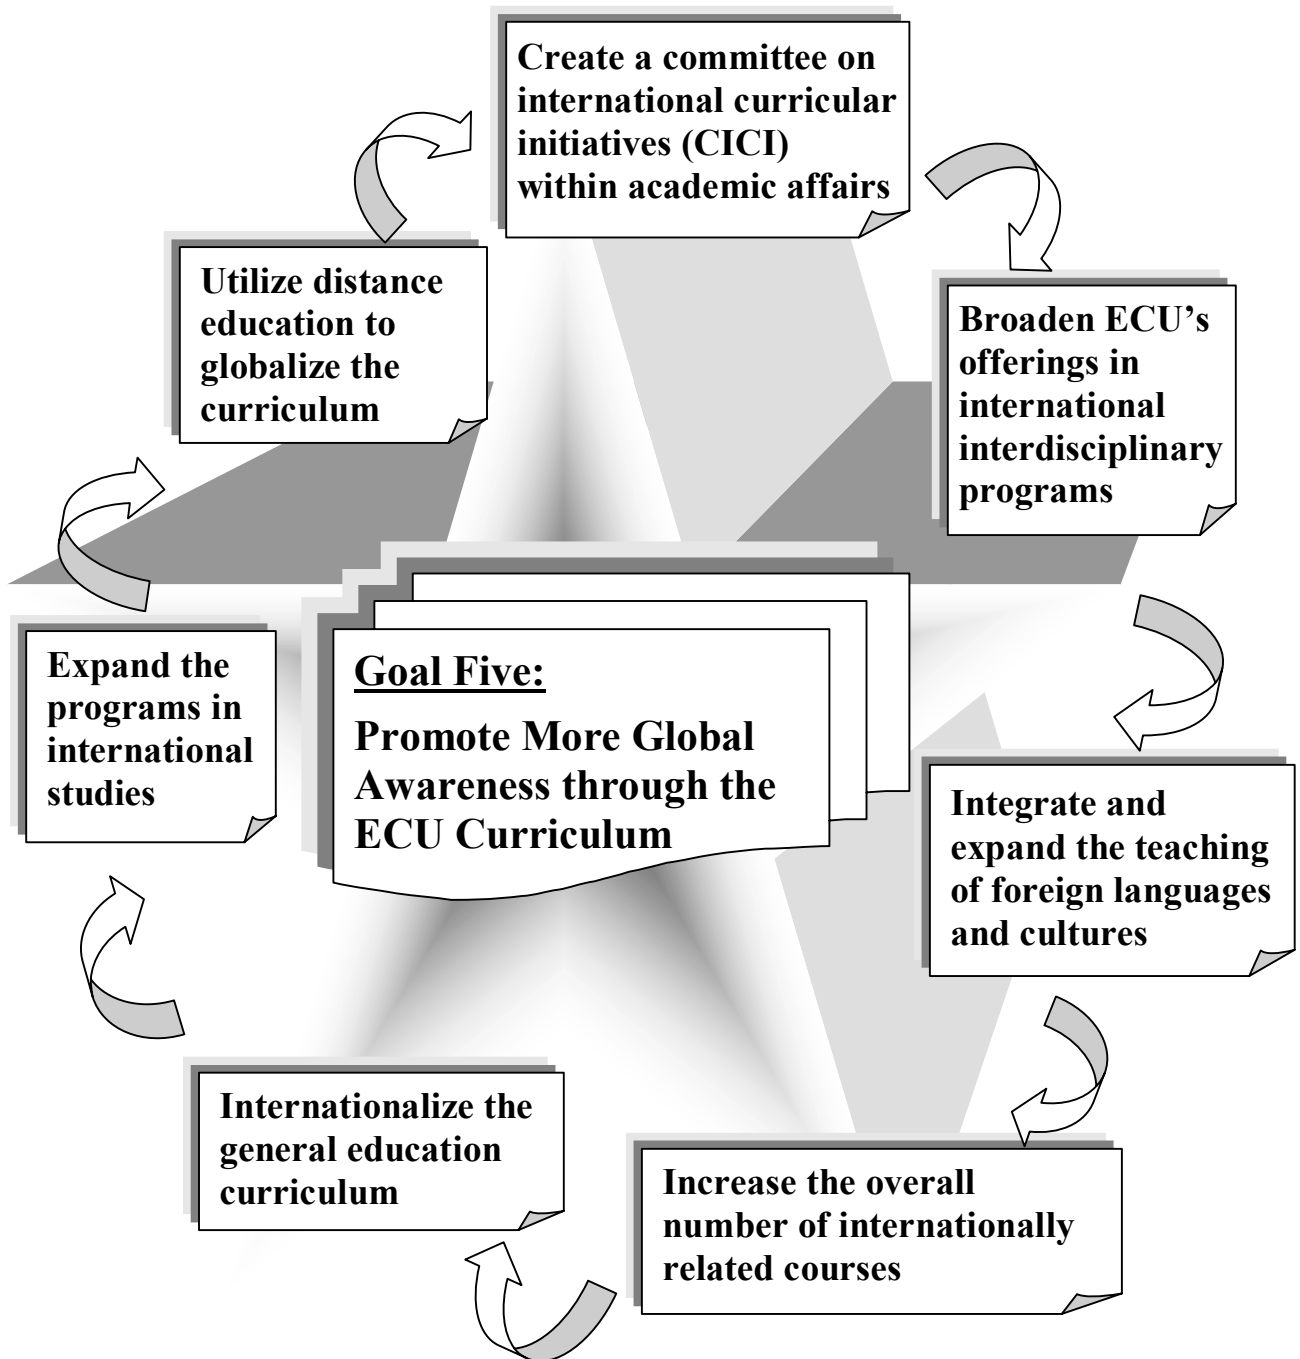 Create a committee on
international curricular
initiatives (CICI)
within academic affairs
Utilize distance
education to
globalize the
curriculum
Broaden ECU’s
offerings in
international
interdisciplinary
programs
Expand the
programs in
international
studies
Goal Five:
Promote More Global
Awareness through the
ECU Curriculum
Integrate and
expand the teaching
of foreign languages
and cultures
Internationalize the
general education
curriculum
Increase the overall
number of internationally
related courses